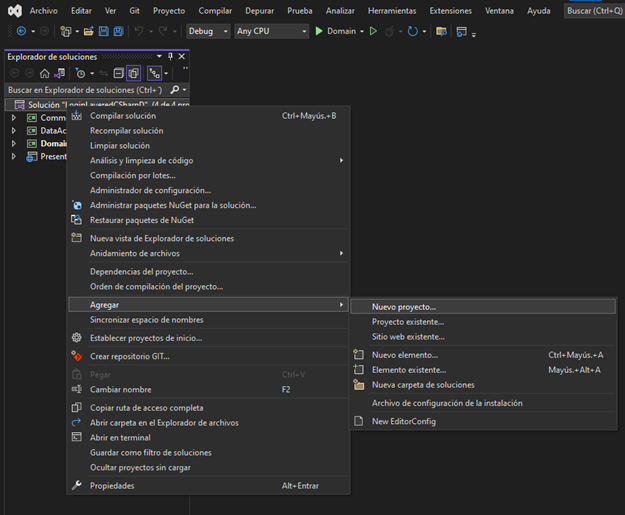 Archivo Editar Ver Git Proyecto Compilar Depurar Prueba Analizar Herramientas Extensiones Ventana Ayuda Buscar (Ctrl+Q)
Debug Any CPU Domain
Explorador de soluciones
Buscar en Explorador de soluciones (Ctrl+´)
Solución "LoginLayeredCSharpD" (4 de 4 pro
Comm
DataAc
Domain
Present
Compilar solución Ctrl+Mayús.+B
Recompilar solución
Limpiar solución
Análisis y limpieza de código
Compilación por lotes...
Administrador de configuración...
Administrar paquetes NuGet para la solución...
Restaurar paquetes de NuGet
Nueva vista de Explorador de soluciones
Anidamiento de archivos
Dependencias del proyecto...
Orden de compilación del proyecto...
Agregar
Sincronizar espacio de nombres
Establecer proyectos de inicio...
Crear repositorio GIT...
Pegar Ctrl+V
Cambiar nombre F2
Copiar ruta de acceso completa
Abrir carpeta en el Explorador de archivos
Abrir en terminal
Guardar como filtro de soluciones
Ocultar proyectos sin cargar
Propiedades Alt+Entrar
Nuevo proyecto...
Proyecto existente...
Sitio web existente...
Nuevo elemento... Ctrl+Mayús.+A
Elemento existente... Mayús.+Alt+A
Nueva carpeta de soluciones
Archivo de configuración de la instalación
New EditorConfig